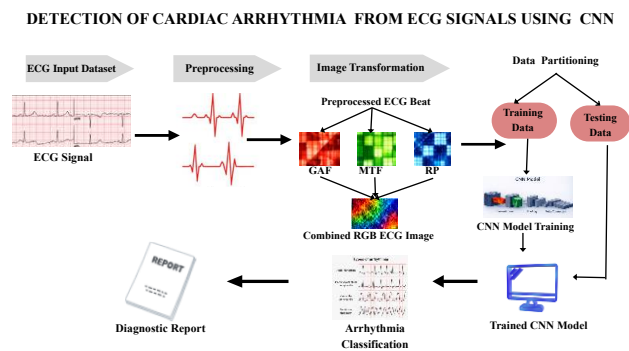 DETECTION OF CARDIAC ARRHYTHMIA FROM ECG SIGNALS USING CNN
ECG Input Dataset
Preprocessing
Image Transformation
Data Partitioning
Preprocessed ECG Beat
Training
Data
Testing
Data
ECG Signal
GAF
MTF
RP
CNN Model
CNN Model Training
Combined RGB ECG Image
REPORT
Diagnostic Report
Arrhythmia
Classification
Trained CNN Model